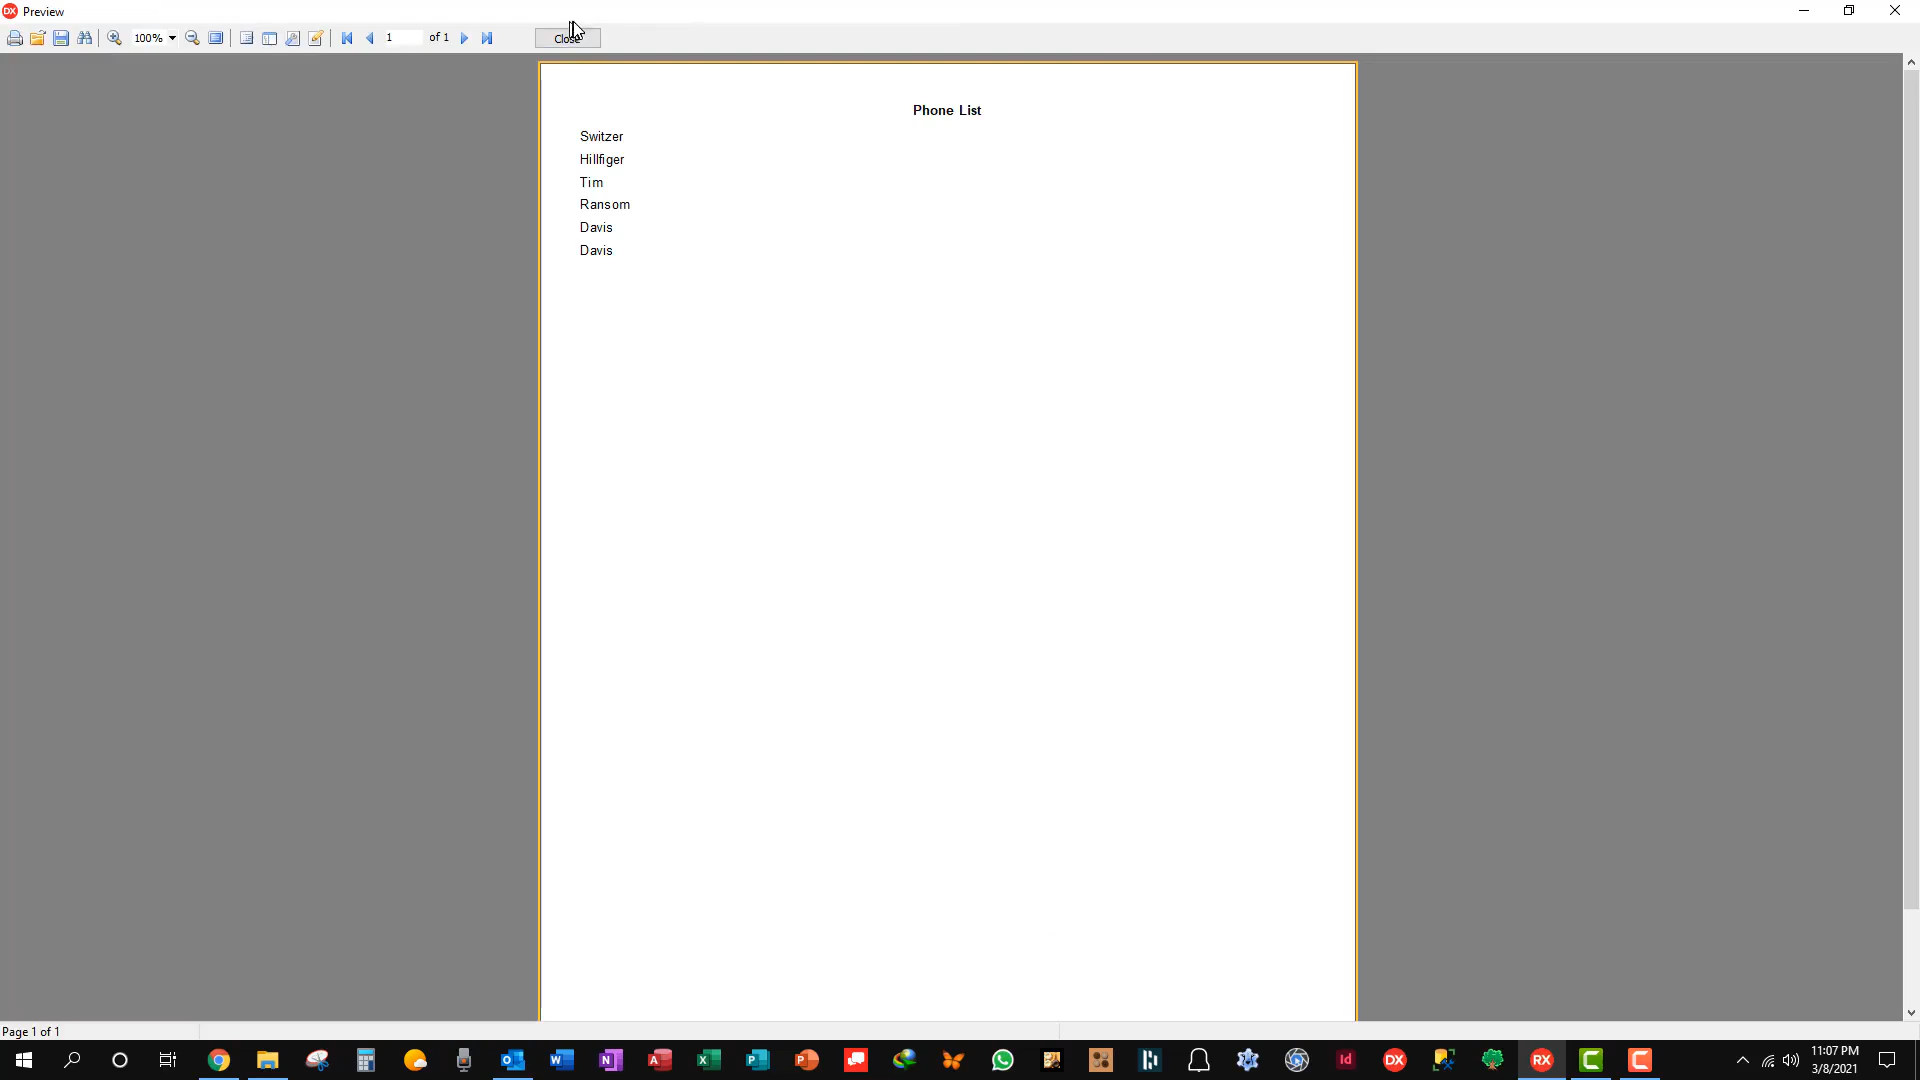 DX Preview
100% 1 of 1 Close
Phone List
Switzer
Hillfiger
Tim
Ransom
Davis
Davis
Page 1 of 1
11:07 PM
3/8/2021